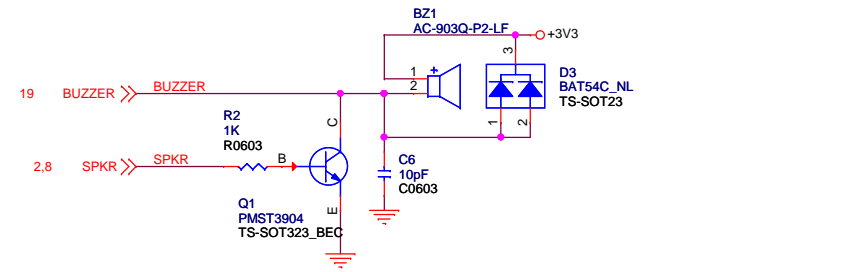 BZ1
AC-903Q-P2-LF
+3V3
3
1
2
D3
BAT54C_NL
TS-SOT23
19 BUZZER BUZZER
1
2
R2
1K
R0603
C
2,8 SPKR SPKR
B
C6
10pF
C0603
E
Q1
PMST3904
TS-SOT323_BEC